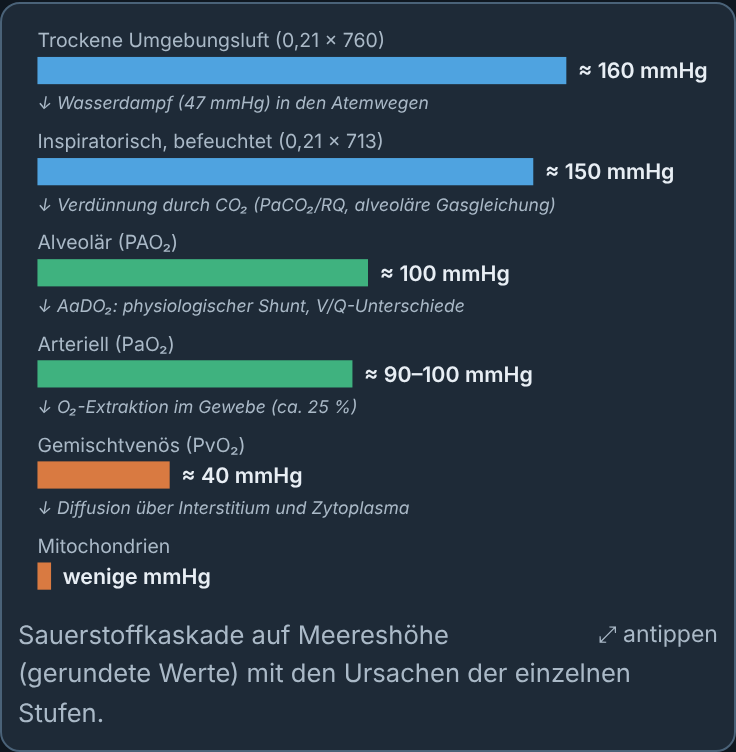 Trockene Umgebungsluft (0,21 × 760)
≈ 160 mmHg
↓ Wasserdampf (47 mmHg) in den Atemwegen
Inspiratorisch, befeuchtet (0,21 × 713)
≈ 150 mmHg
↓ Verdünnung durch CO₂ (PaCO₂/RQ, alveoläre Gasgleichung)
Alveolär (PAO₂)
≈ 100 mmHg
↓ AaDO₂: physiologischer Shunt, V/Q-Unterschiede
Arteriell (PaO₂)
≈ 90–100 mmHg
↓ O₂-Extraktion im Gewebe (ca. 25 %)
Gemischtvenös (PvO₂)
≈ 40 mmHg
↓ Diffusion über Interstitium und Zytoplasma
Mitochondrien
wenige mmHg
Sauerstoffkaskade auf Meereshöhe
⤢ antippen
(gerundete Werte) mit den Ursachen der einzelnen
Stufen.